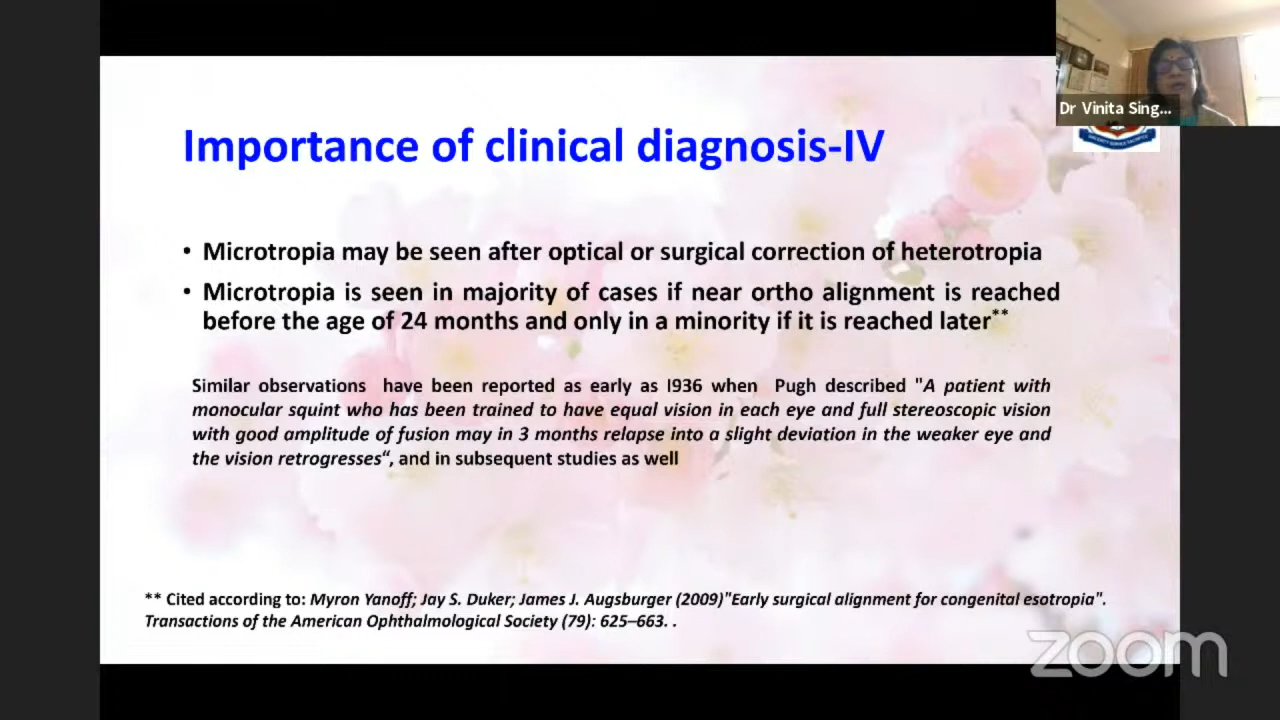 Dr Vinita Sing...
Importance of clinical diagnosis-IV
• Microtropia may be seen after optical or surgical correction of heterotropia
• Microtropia is seen in majority of cases if near ortho alignment is reached
before the age of 24 months and only in a minority if it is reached later**
Similar observations have been reported as early as I936 when Pugh described "A patient with
monocular squint who has been trained to have equal vision in each eye and full stereoscopic vision
with good amplitude of fusion may in 3 months relapse into a slight deviation in the weaker eye and
the vision retrogresses“, and in subsequent studies as well
** Cited according to: Myron Yanoff; Jay S. Duker; James J. Augsburger (2009)"Early surgical alignment for congenital esotropia".
Transactions of the American Ophthalmological Society (79): 625–663. .
zoom